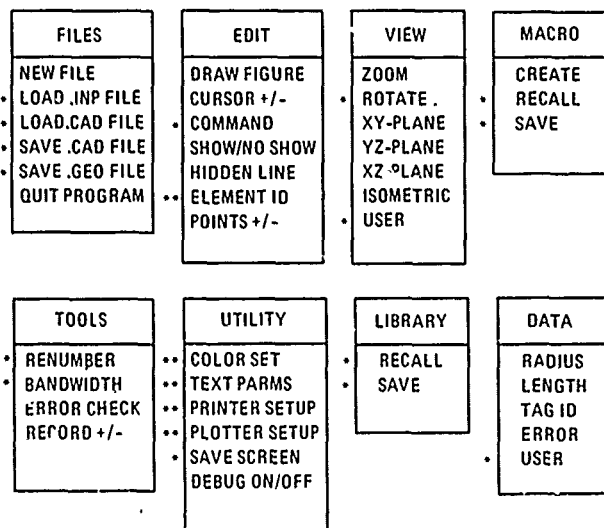 FILES
NEW FILE
* LOAD .INP FILE
* LOAD.CAD FILE
* SAVE .CAD FILE
* SAVE .GEO FILE
QUIT PROGRAM
EDIT
DRAW FIGURE
CURSOR +/-
* COMMAND
SHOW/NO SHOW
HIDDEN LINE
** ELEMENT ID
POINTS +/-
VIEW
ZOOM
* ROTATE .
XY-PLANE
YZ-PLANE
XZ-PLANE
ISOMETRIC
* USER
MACRO
CREATE
* RECALL
* SAVE
TOOLS
* RENUMBER
* BANDWIDTH
ERROR CHECK
RECORD +/-
UTILITY
** COLOR SET
** TEXT PARMS
** PRINTER SETUP
** PLOTTER SETUP
* SAVE SCREEN
DEBUG ON/OFF
LIBRARY
* RECALL
* SAVE
DATA
RADIUS
LENGTH
TAG ID
ERROR
* USER